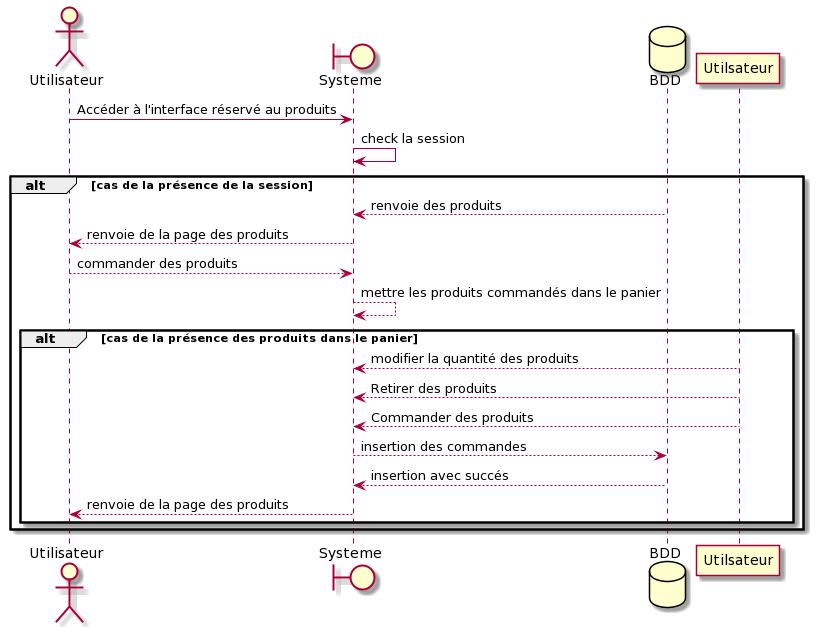 Utilisateur
Systeme
BDD
Utilsateur
Accéder à l'interface réservé au produits
check la session
alt [cas de la présence de la session]
renvoie des produits
renvoie de la page des produits
commander des produits
mettre les produits commandés dans le panier
alt [cas de la présence des produits dans le panier]
modifier la quantité des produits
Retirer des produits
Commander des produits
insertion des commandes
insertion avec succés
renvoie de la page des produits
Utilisateur
Systeme
BDD
Utilsateur